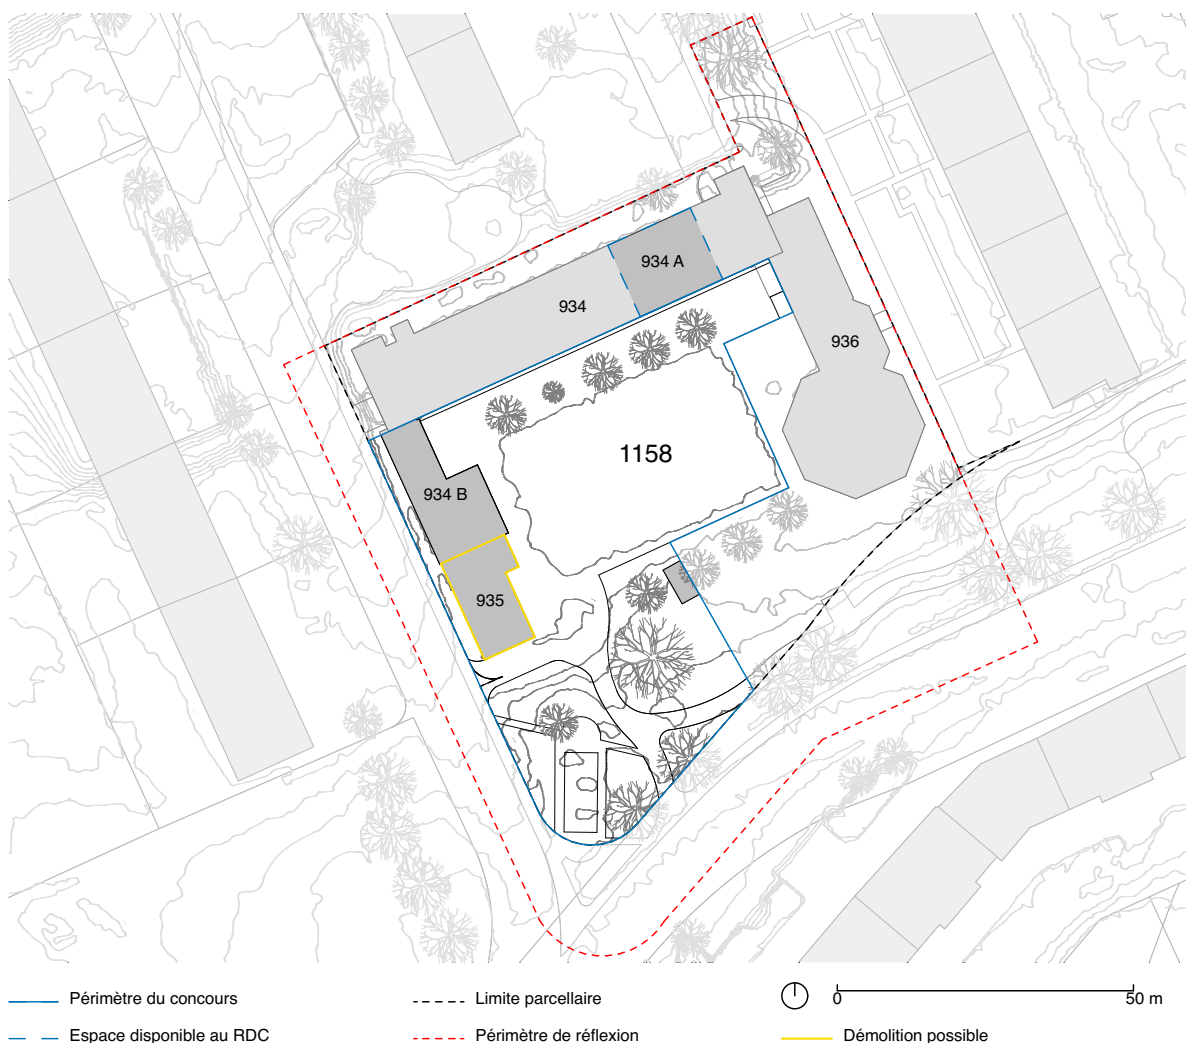 934 A
934
936
1158
934 B
935
Périmètre du concours
Limite parcellaire
0
50 m
Espace disponible au RDC
Périmètre de réflexion
Démolition possible